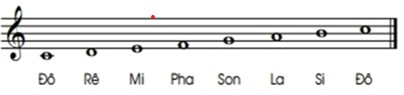 Đô Rê Mi Pha Son La Si Đô